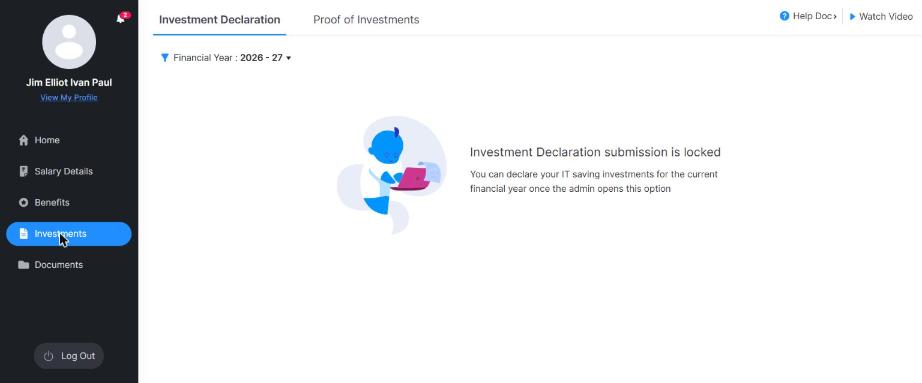 2
Jim Elliot Ivan Paul
View My Profile
Home
Salary Details
Benefits
Investments
Documents
Log Out
Investment Declaration
Proof of Investments
Help Doc›
Watch Video
Financial Year : 2026 - 27
Investment Declaration submission is locked
You can declare your IT saving investments for the current
financial year once the admin opens this option